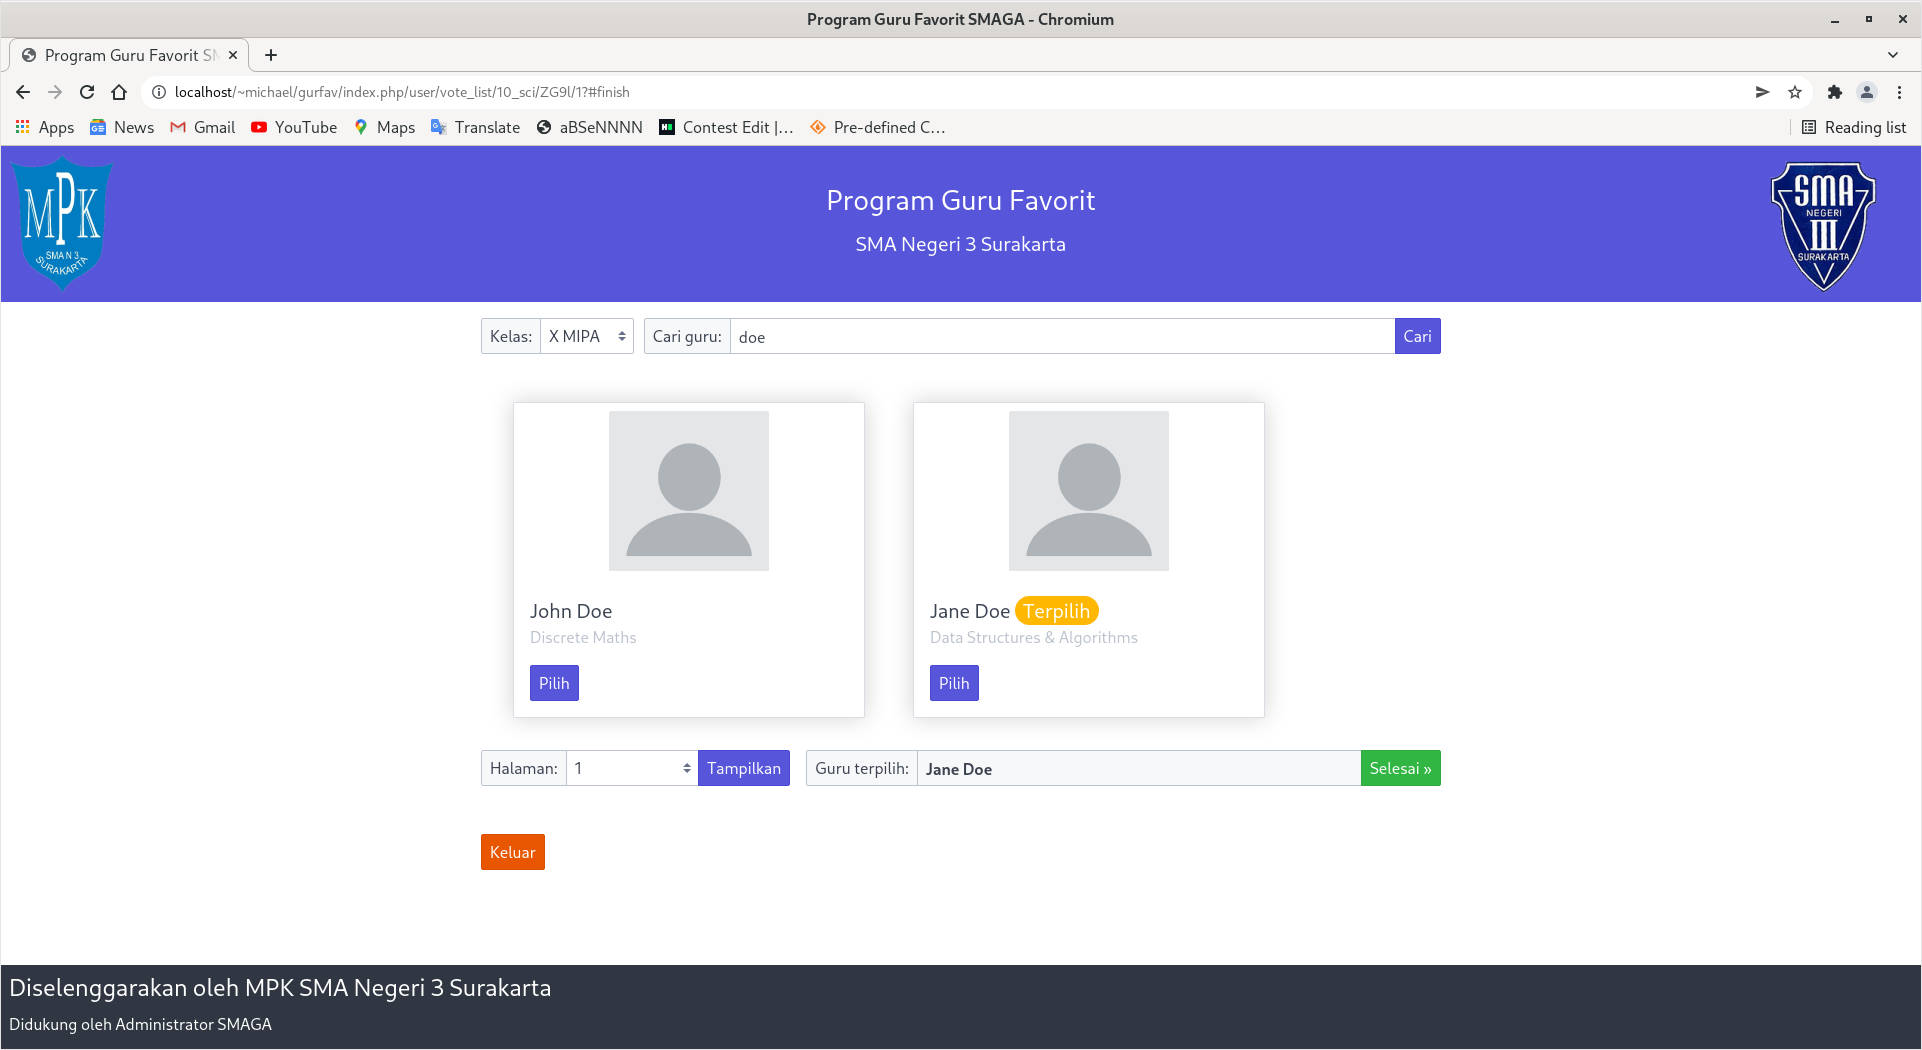 Program Guru Favorit SMAGA - Chromium
Program Guru Favorit
localhost/~michael/gurfav/index.php/user/vote_list/10_sci/ZG9l/1?#finish
Apps News Gmail YouTube Maps Translate aBSeNNNN Contest Edit |... Pre-defined C... Reading list
MPK
SMA N 3
SURAKARTA
Program Guru Favorit
SMA Negeri 3 Surakarta
SMA
NEGERI
III
SURAKARTA
Kelas: X MIPA Cari guru: doe Cari
John Doe
Discrete Maths
Pilih
Jane Doe Terpilih
Data Structures & Algorithms
Pilih
Halaman: 1 Tampilkan Guru terpilih: Jane Doe Selesai »
Keluar
Diselenggarakan oleh MPK SMA Negeri 3 Surakarta
Didukung oleh Administrator SMAGA